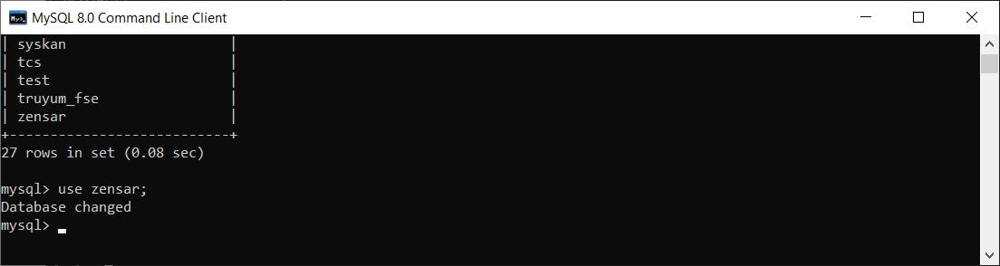 MySQL 8.0 Command Line Client
| syskan                    |
| tcs                       |
| test                      |
| truyum_fse                |
| zensar                    |
+---------------------------+
27 rows in set (0.08 sec)
mysql> use zensar;
Database changed
mysql>